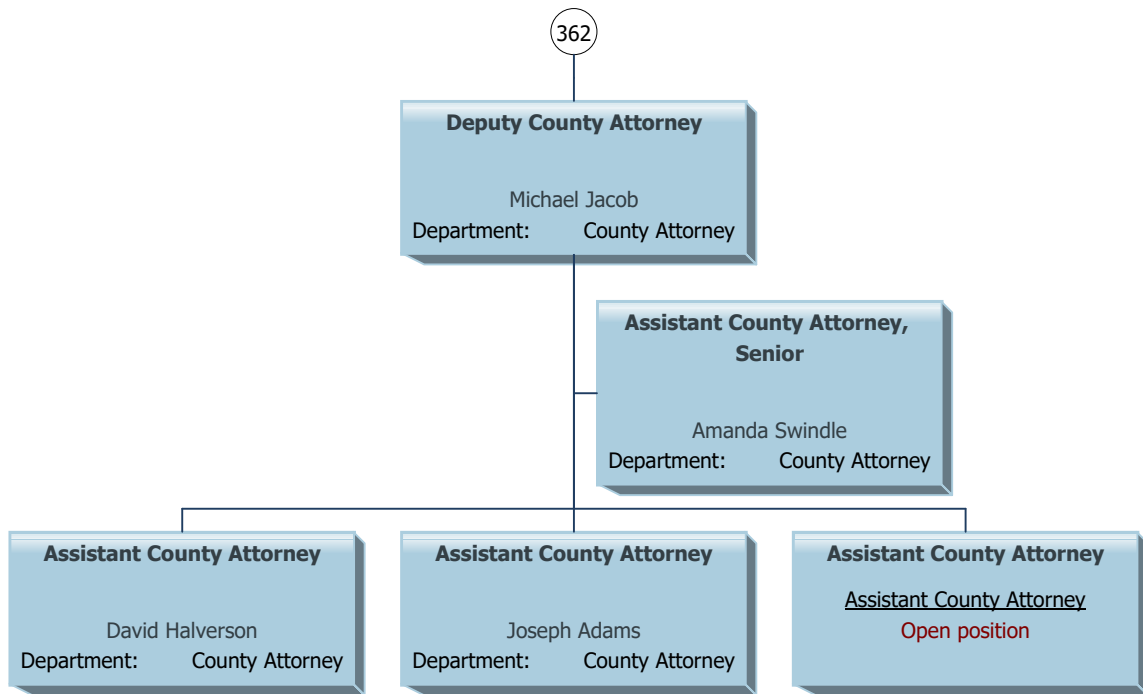 362
Deputy County Attorney
Michael Jacob
Department: County Attorney
Assistant County Attorney,
Senior
Amanda Swindle
Department: County Attorney
Assistant County Attorney
David Halverson
Department: County Attorney
Assistant County Attorney
Joseph Adams
Department: County Attorney
Assistant County Attorney
Assistant County Attorney
Open position